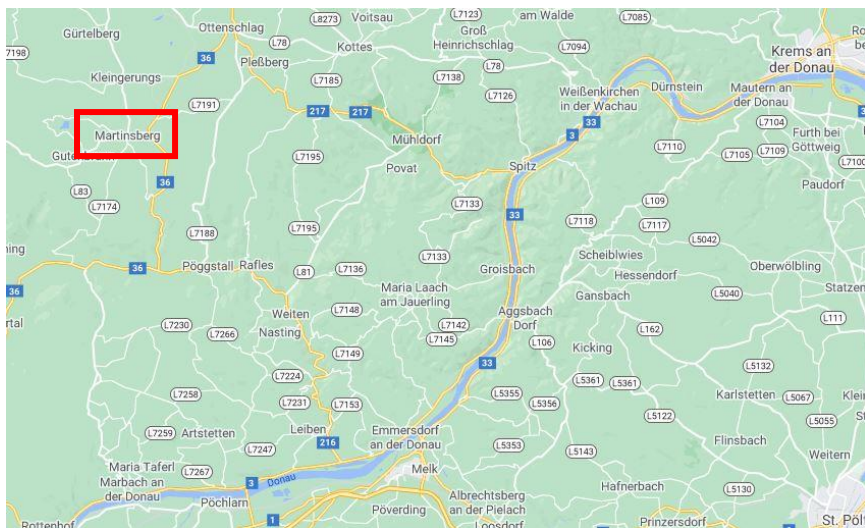 L8273
Voitsau
L7123
am Walde
L7085
Ottenschlag
Gürtelberg
L78
Kottes
Groß
Heinrichschlag
L7094
Krems an
der Donau
7198
36
Pleßberg
L78
Kleingerungs
L7185
L7138
L7126
Weißenkirchen
in der Wachau
Dürnstein
Mautern an
der Donau
L7191
217
217
33
3
L7104
Martinsberg
Mühldorf
Furth bei
Göttweig
L7195
Povat
Spitz
L7110
L7105
L7109
L7100
36
Paudorf
L83
L7174
L7133
33
L109
L7188
L7195
L7118
L7117
L7133
L5042
36
Pöggstall
Rafles
L81
L7136
Groisbach
Scheiblwies
Hessendorf
Oberwölbling
36
Maria Laach
am Jauerling
Gansbach
L5040
Statzen
L7230
L7266
Weiten
L7148
Aggsbach
Dorf
L111
Nasting
L7142
L7145
L162
L106
Kicking
L7149
33
L5132
L7224
L5361
L5361
L7258
L7231
L7153
L5355
L5356
Karlstetten
L5067
L5122
L5055
L7259
Artstetten
Leiben
216
Emmersdorf
an der Donau
L5353
Flinsbach
L7247
L5143
Weitern
Maria Taferl
Marbach an
der Donau
L7267
3
Donau
Melk
Hafnerbach
L5130
Pöchlarn
Pöverding
Albrechtsberg
an der Pielach
Rottenhof
1
Loosdorf
Prinzersdorf
St. Pölt